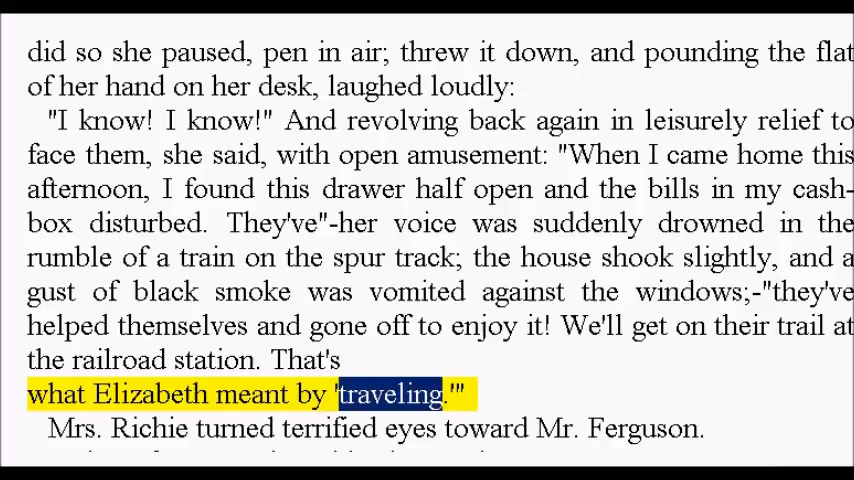 did so she paused, pen in air; threw it down, and pounding the flat
of her hand on her desk, laughed loudly:
"I know! I know!" And revolving back again in leisurely relief to
face them, she said, with open amusement: "When I came home this
afternoon, I found this drawer half open and the bills in my cash-
box disturbed. They've"-her voice was suddenly drowned in the
rumble of a train on the spur track; the house shook slightly, and a
gust of black smoke was vomited against the windows;-"they've
helped themselves and gone off to enjoy it! We'll get on their trail at
the railroad station. That's
what Elizabeth meant by 'traveling.'"
Mrs. Richie turned terrified eyes toward Mr. Ferguson.